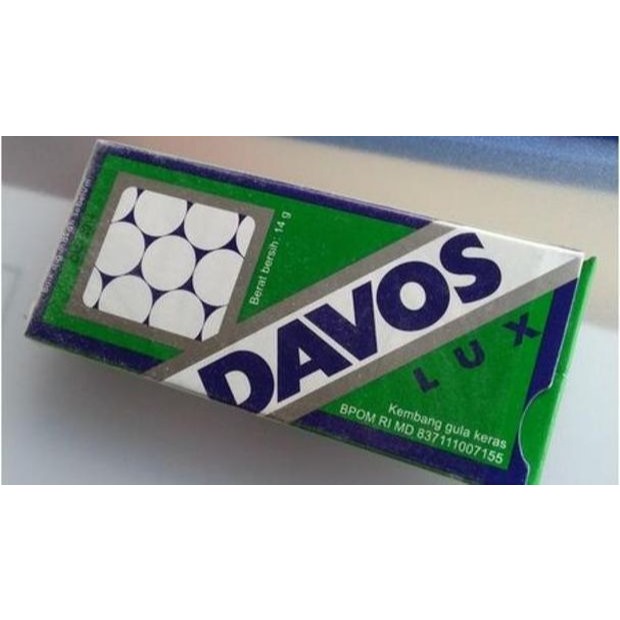 Berat bersih: 14 g
DAVOS
LUX
Kembang gula keras
BPOM RI MD 837111007155